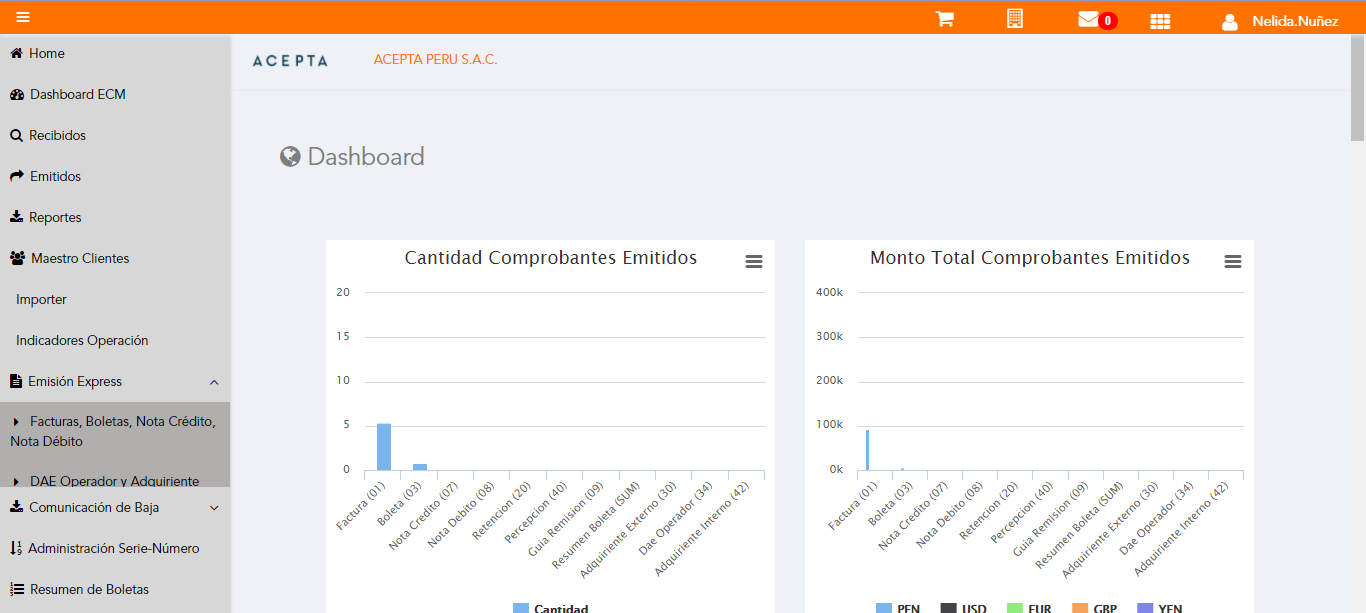 0
Nelida.Nuñez
Home
Dashboard ECM
Recibidos
Emitidos
Reportes
Maestro Clientes
Importer
Indicadores Operación
Emisión Express
Facturas, Boletas, Nota Crédito,
Nota Débito
DAE Operador y Adquiriente
Comunicación de Baja
Administración Serie-Número
Resumen de Boletas
ACEPTA
ACEPTA PERU S.A.C.
Dashboard
Cantidad Comprobantes Emitidos
20
15
10
5
0
Factura (01)
Boleta (03)
Nota Credito (07)
Nota Debito (08)
Retencion (20)
Percepcion (40)
Guia Remision (09)
Resumen Boleta (SUM)
Adquiriente Externo (30)
Dae Operador (34)
Adquiriente Interno (42)
Cantidad
Monto Total Comprobantes Emitidos
400k
300k
200k
100k
0k
Factura (01)
Boleta (03)
Nota Credito (07)
Nota Debito (08)
Retencion (20)
Percepcion (40)
Guia Remision (09)
Resumen Boleta (SUM)
Adquiriente Externo (30)
Dae Operador (34)
Adquiriente Interno (42)
PEN USD EUR GBP YEN